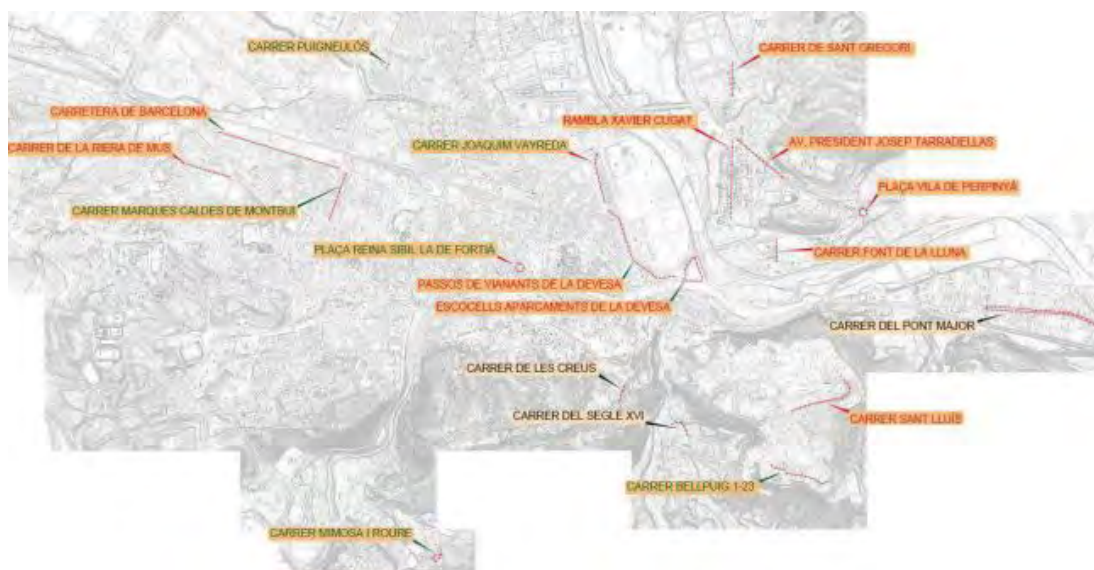 CARRER PUIGNEULÓS
CARRER DE SANT GREGORI
CARRETERA DE BARCELONA
RAMBLA XAVIER CUGAT
CARRER DE LA RIERA DE MUS
CARRER JOAQUIM VAYREDA
AV. PRESIDENT JOSEP TARRADELLAS
PLAÇA VILA DE PERPINYÀ
CARRER MARQUES CALDES DE MONTBUI
PLAÇA REINA SIBIL·LA DE FORTIÀ
CARRER FONT DE LA LLUNA
PASSOS DE VIANANTS DE LA DEVESA
ESCOCELLS APARCAMENTS DE LA DEVESA
CARRER DEL PONT MAJOR
CARRER DE LES CREUS
CARRER DEL SEGLE XVI
CARRER SANT LLUÍS
CARRER BELLPUIG 1-23
CARRER MIMOSA I ROURE